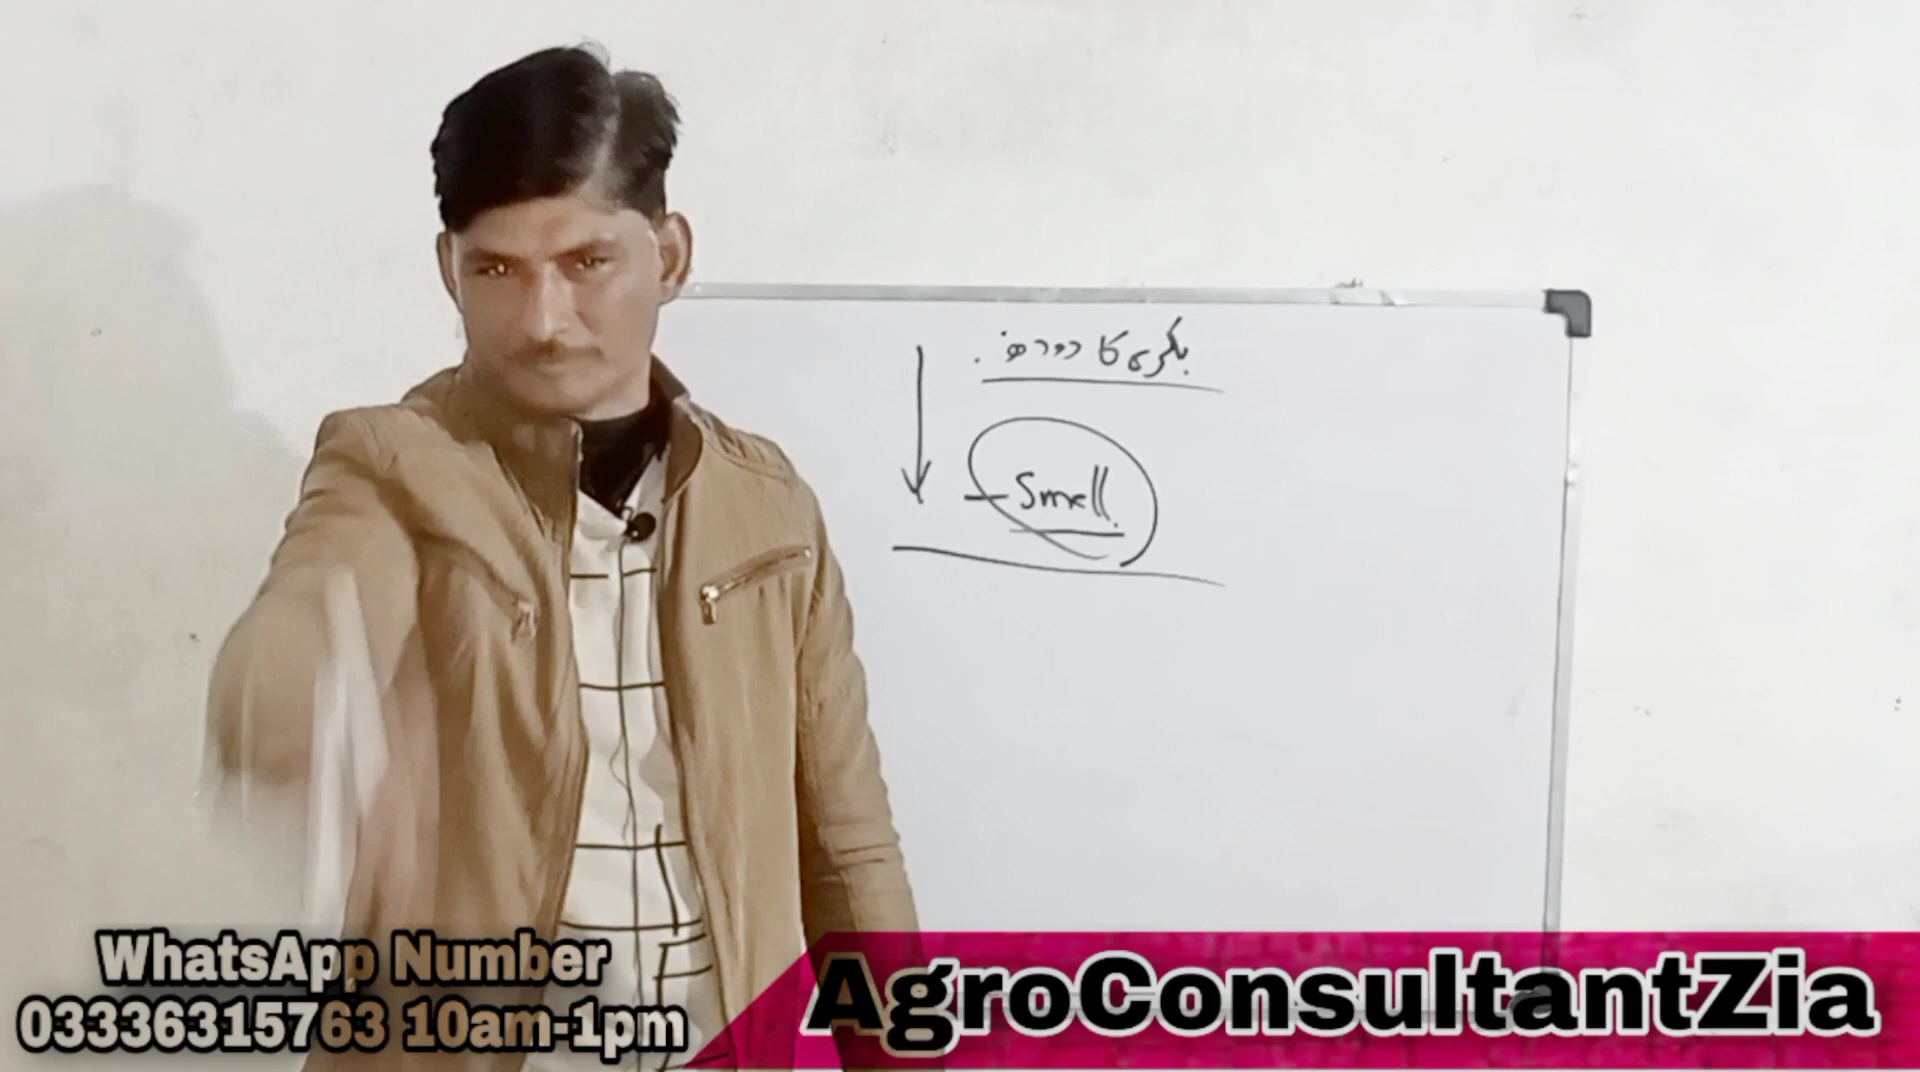 بکری کا دودھ
Smell.
WhatsApp Number
03336315763 10am-1pm
AgroConsultantZia